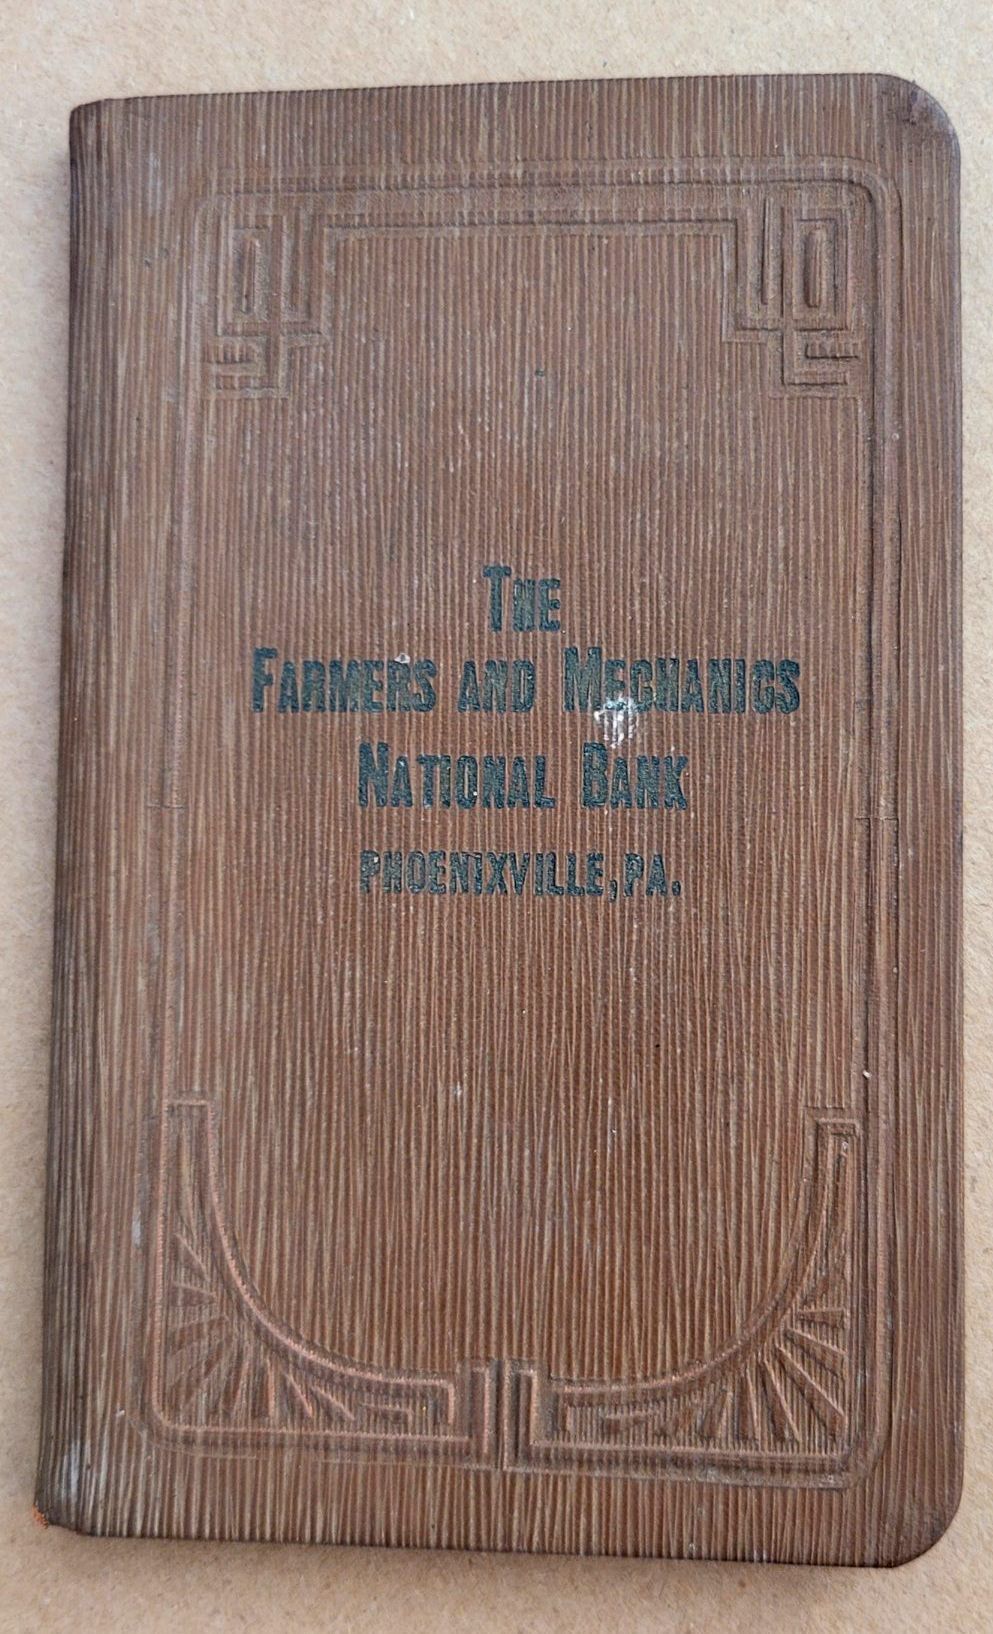 THE
FARMERS AND MECHANICS
NATIONAL BANK
PHOENIXVILLE, PA.